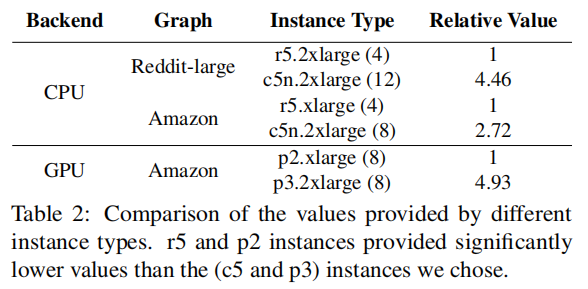 Backend Graph Instance Type Relative Value
CPU Reddit-large r5.2xlarge (4) 1
c5n.2xlarge (12) 4.46
Amazon r5.xlarge (4) 1
c5n.2xlarge (8) 2.72
GPU Amazon p2.xlarge (8) 1
p3.2xlarge (8) 4.93
Table 2: Comparison of the values provided by different
instance types. r5 and p2 instances provided significantly
lower values than the (c5 and p3) instances we chose.